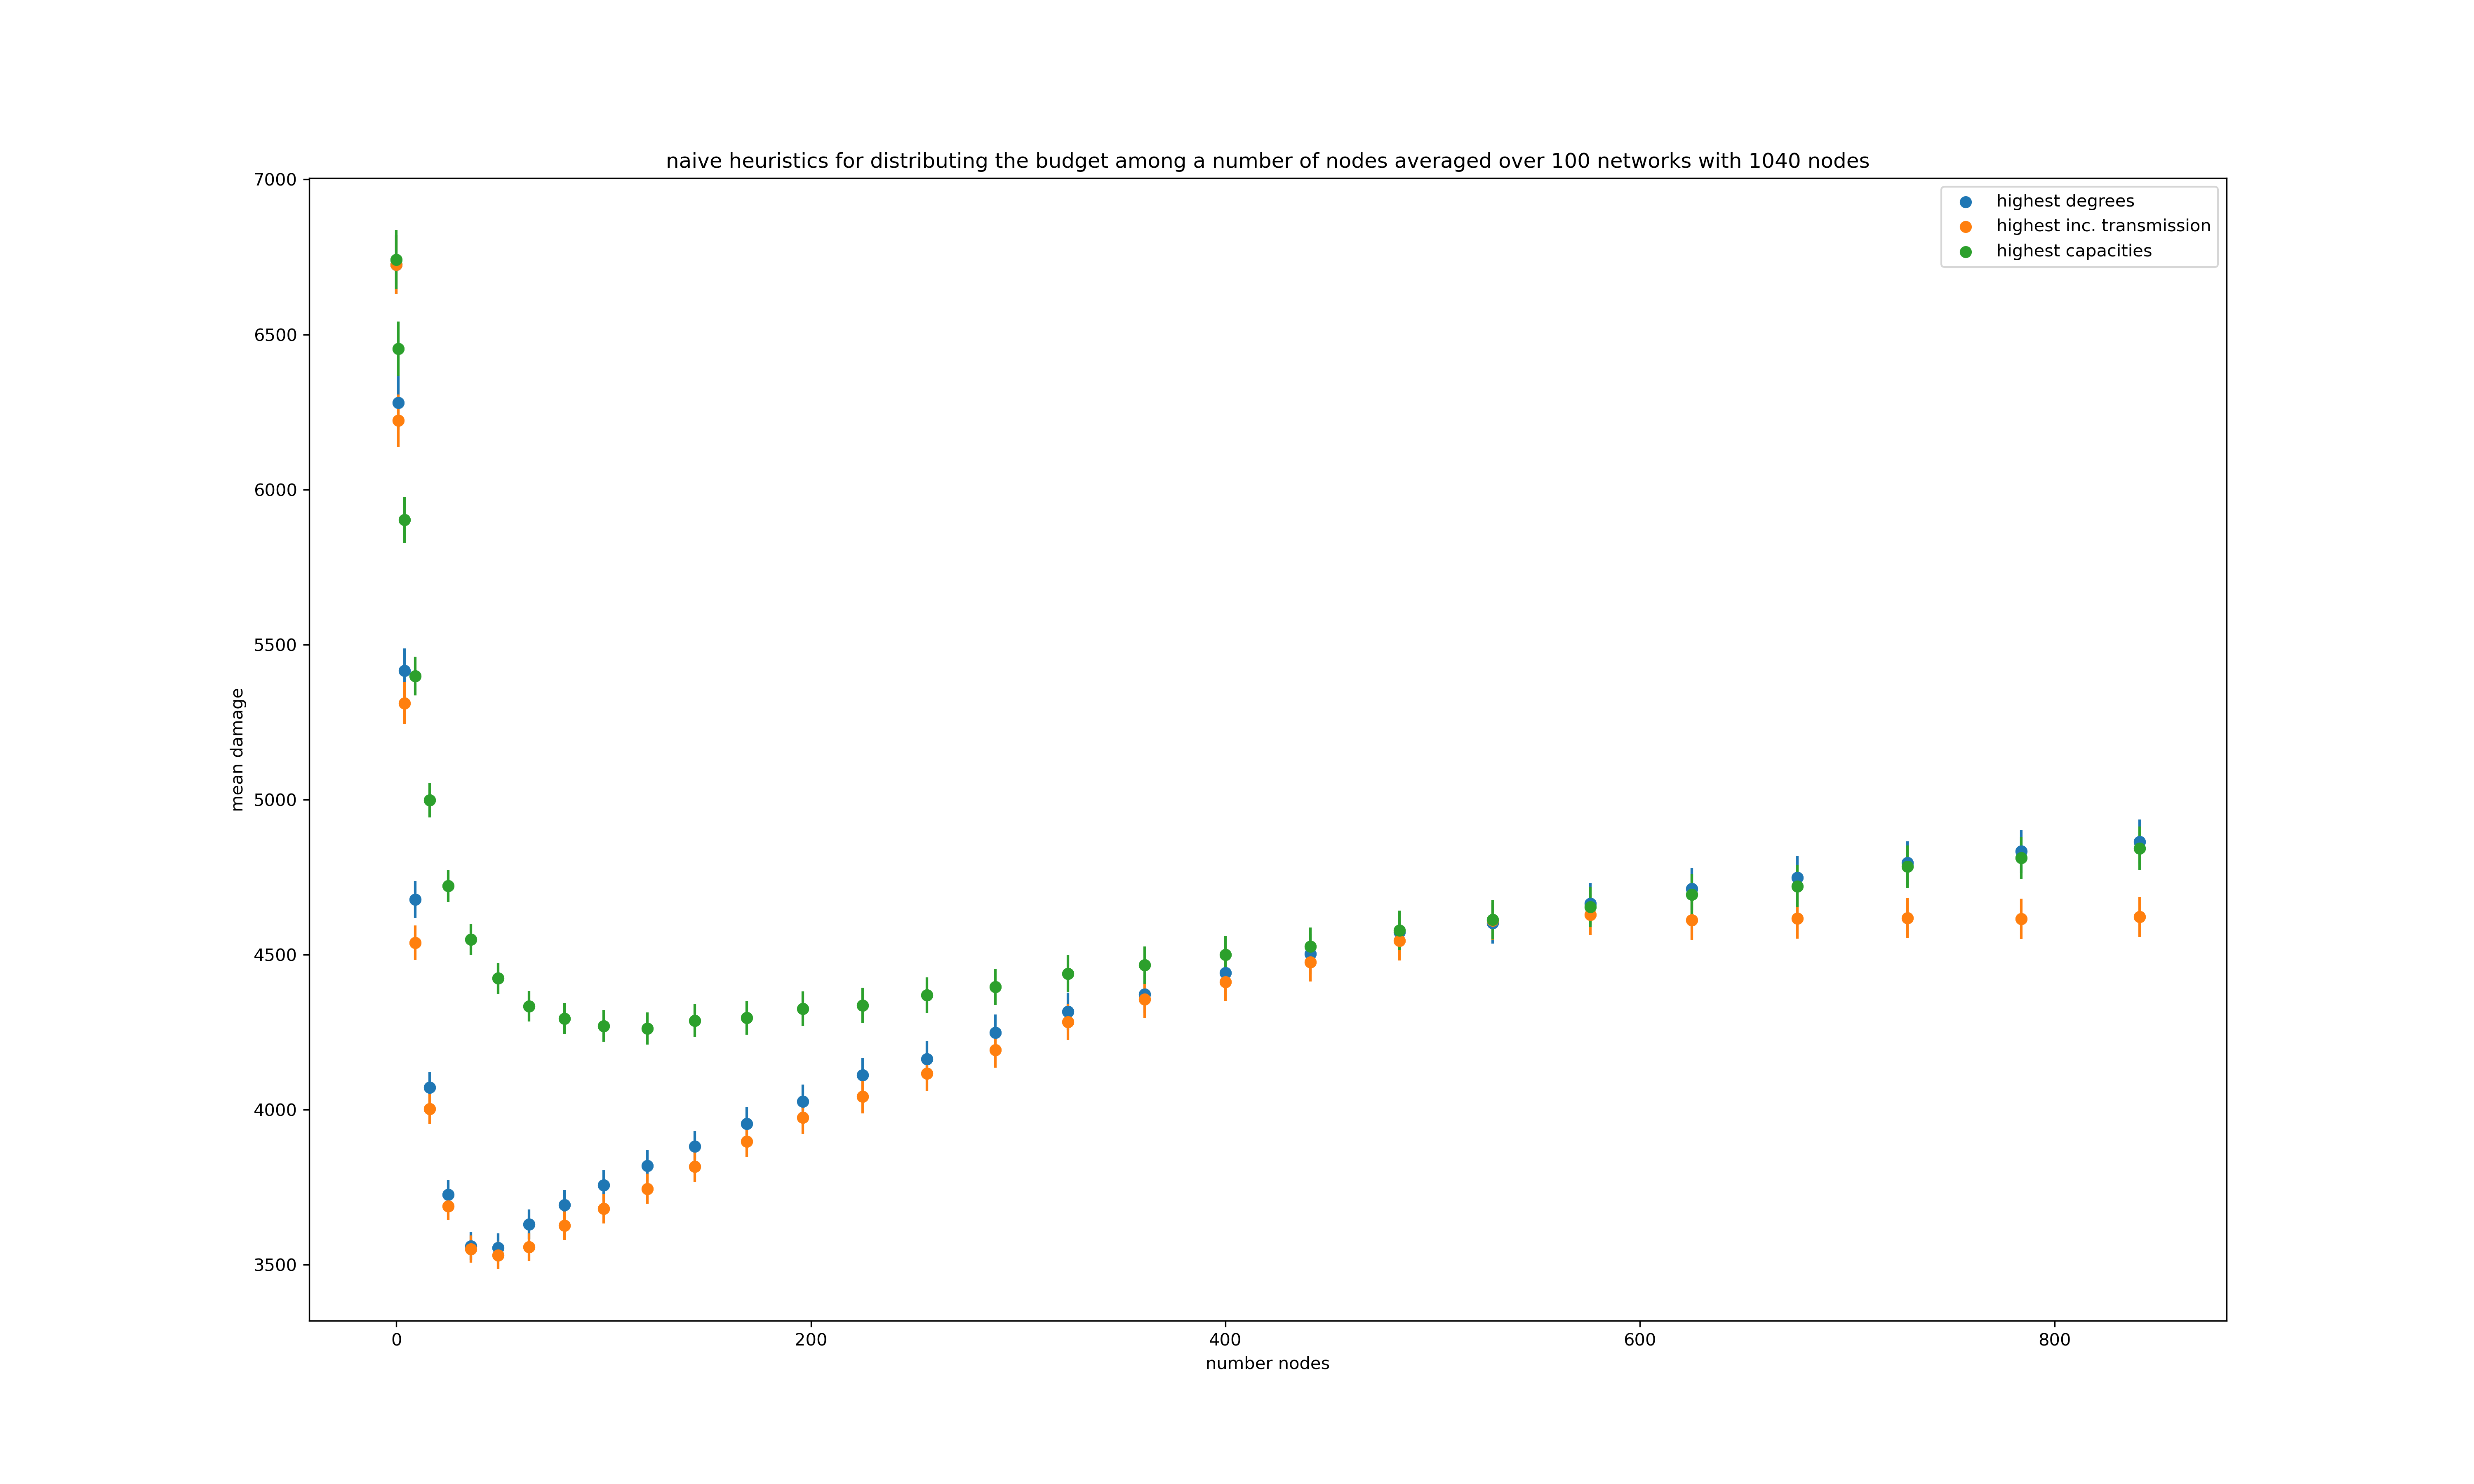 naive heuristics for distributing the budget among a number of nodes averaged over 100 networks with 1040 nodes
highest degrees
highest inc. transmission
highest capacities
mean damage
7000
6500
6000
5500
5000
4500
4000
3500
0 200 400 600 800
number nodes